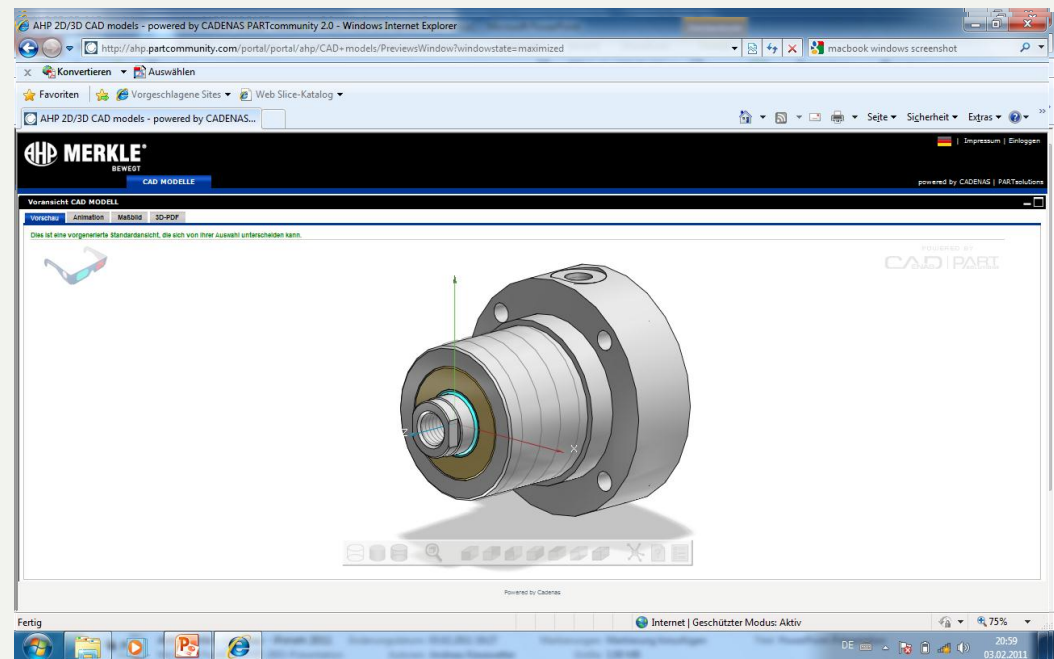 AHP 2D/3D CAD models - powered by CADENAS PARTcommunity 2.0 - Windows Internet Explorer
http://ahp.partcommunity.com/portal/portal/ahp/CAD+models/PreviewsWindow?windowstate=maximized
macbook windows screenshot
x Konvertieren Auswählen
Favoriten Vorgeschlagene Sites Web Slice-Katalog
AHP 2D/3D CAD models - powered by CADENAS... Seite Sicherheit Extras
AHP MERKLE
BEWEGT
| Impressum | Einloggen
CAD MODELLE
powered by CADENAS | PARTsolutions
Voransicht CAD MODELL
Vorschau Animation Maßbild 3D-PDF
Dies ist eine vorgenerierte Standardansicht, die sich von Ihrer Auswahl unterscheiden kann.
POWERED BY
CAD | PART
Z
X
Powered by Cadenas
Fertig Internet | Geschützter Modus: Aktiv 75%
DE 20:59
03.02.2011